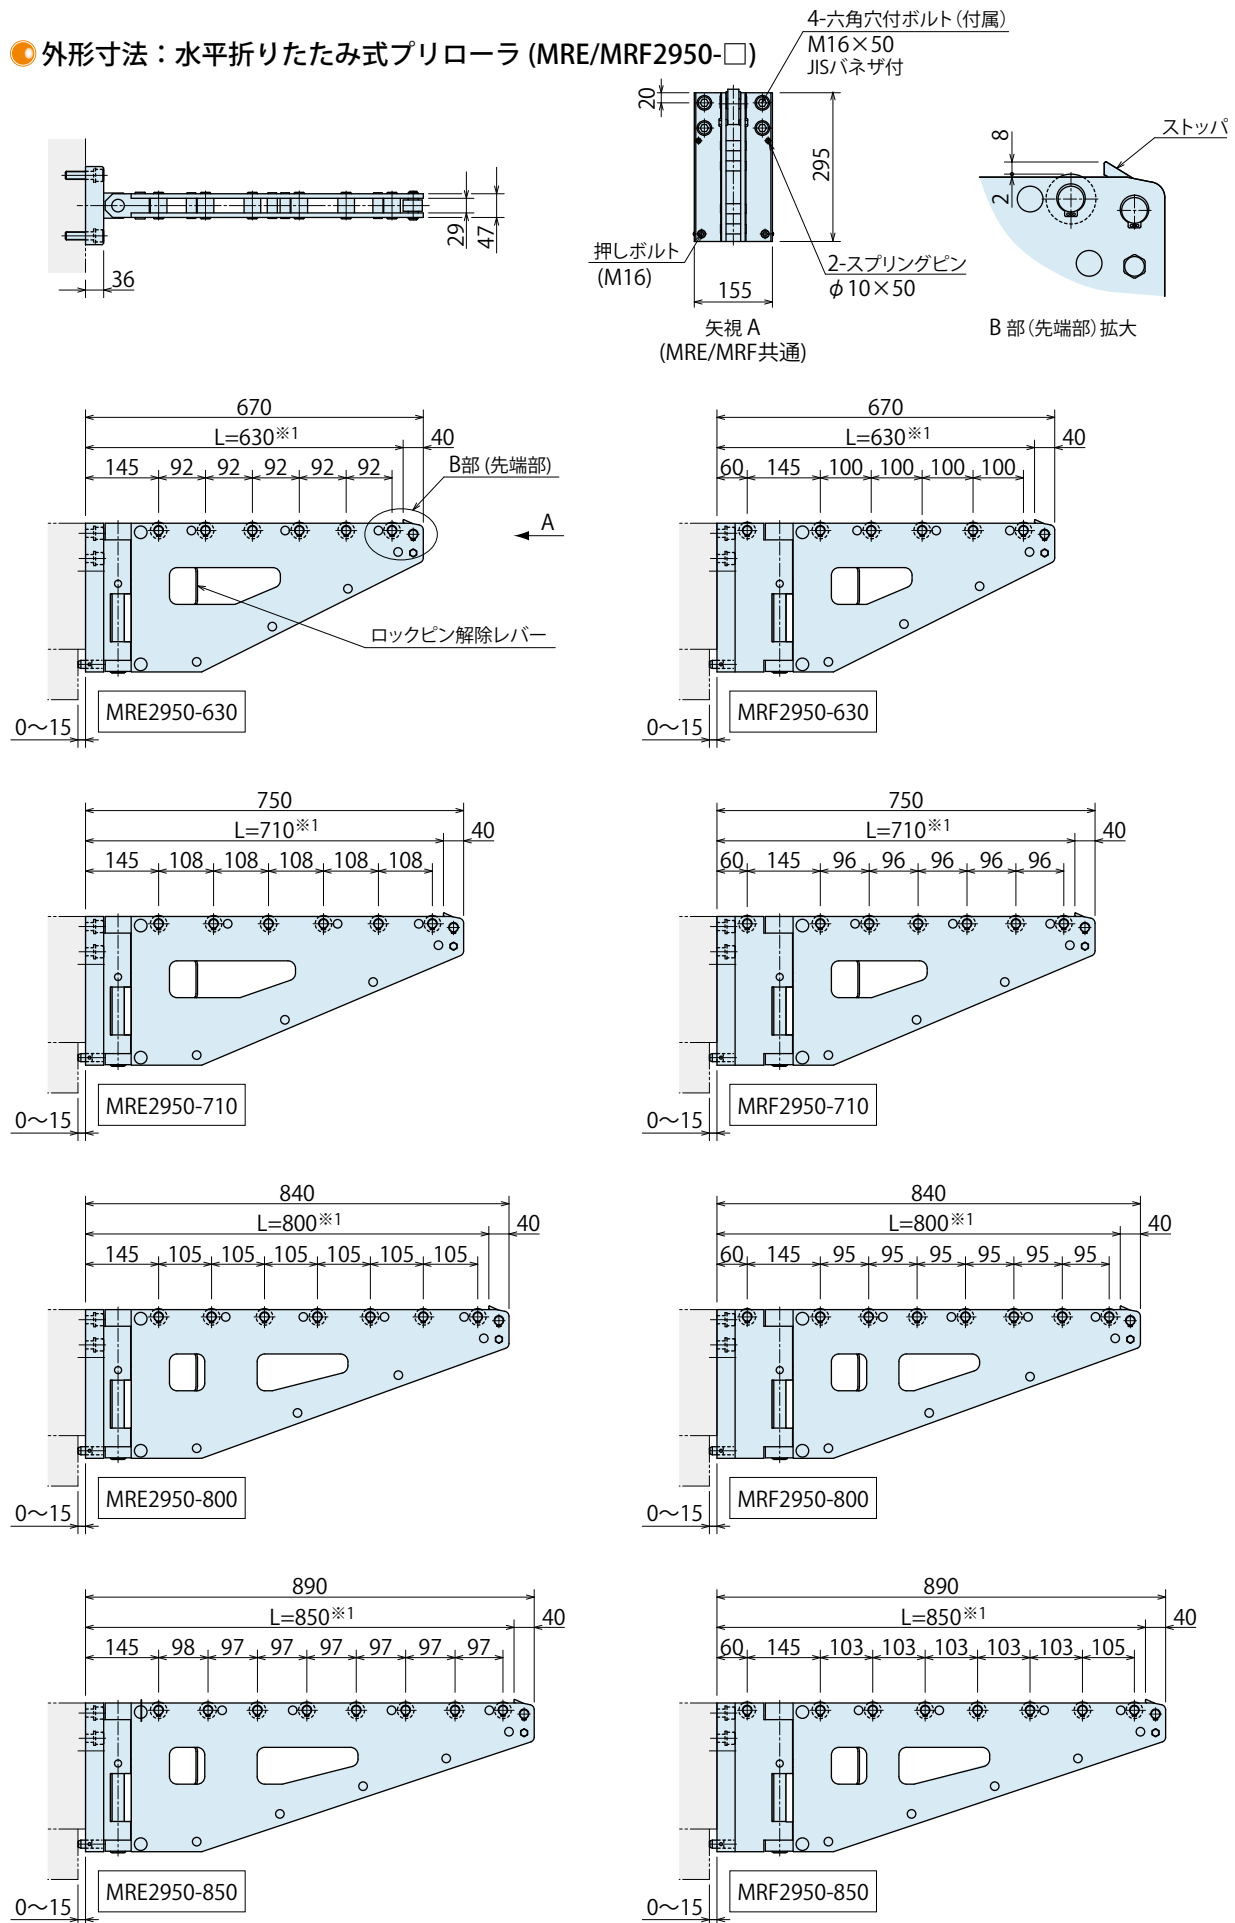 外形寸法：水平折りたたみ式プリローラ (MRE/MRF2950-□)
4-六角穴付ボルト（付属）
M16×50
JISバネザ付
20
295
ストッパ
8
2
29
47
36
押しボルト
(M16)
2-スプリングピン
φ10×50
155
矢視 A
(MRE/MRF共通)
B 部（先端部）拡大
670
L=630※1
40
145 92 92 92 92 92
B部（先端部）
A
ロックピン解除レバー
MRE2950-630
0～15
670
L=630※1
40
60 145 100 100 100 100
MRF2950-630
0～15
750
L=710※1
40
145 108 108 108 108 108
MRE2950-710
0～15
750
L=710※1
40
60 145 96 96 96 96 96
MRF2950-710
0～15
840
L=800※1
40
145 105 105 105 105 105 105
MRE2950-800
0～15
840
L=800※1
40
60 145 95 95 95 95 95 95
MRF2950-800
0～15
890
L=850※1
40
145 98 97 97 97 97 97 97
MRE2950-850
0～15
890
L=850※1
40
60 145 103 103 103 103 103 105
MRF2950-850
0～15